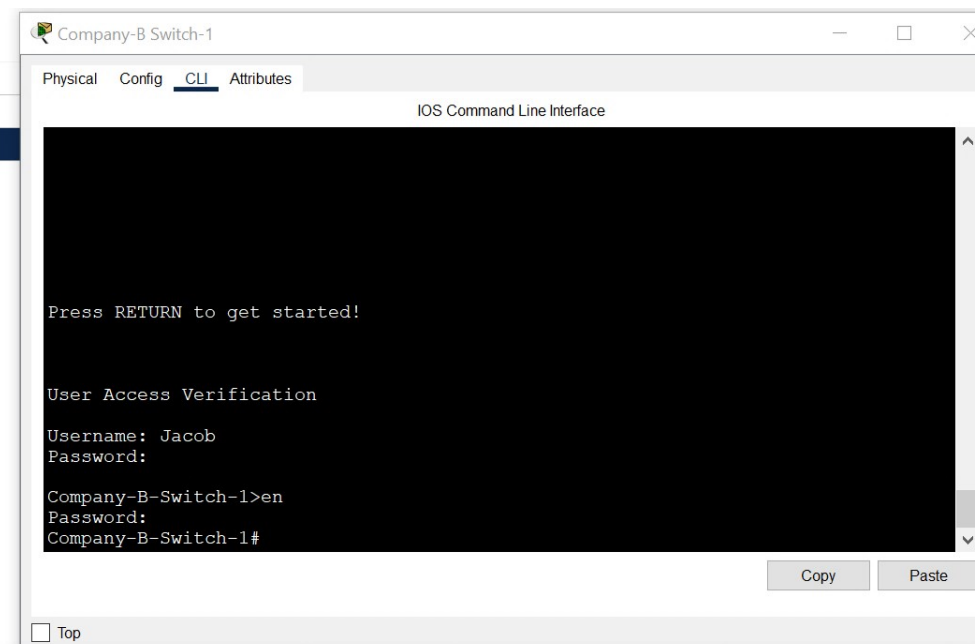 Company-B Switch-1
Physical Config CLI Attributes
IOS Command Line Interface
Press RETURN to get started!
User Access Verification
Username: Jacob
Password:
Company-B-Switch-1>en
Password:
Company-B-Switch-1#
Copy Paste
Top